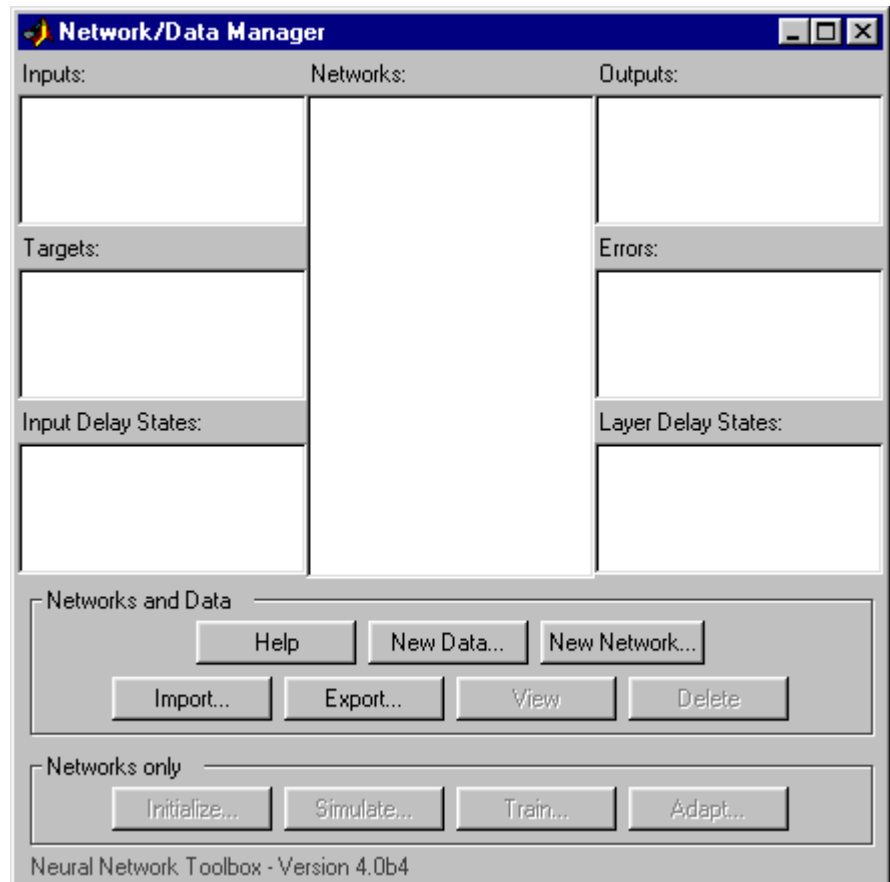 Network/Data Manager
Inputs: Networks: Outputs:
Targets: Errors:
Input Delay States: Layer Delay States:
Networks and Data
Help New Data... New Network...
Import... Export... View Delete
Networks only
Initialize... Simulate... Train... Adapt...
Neural Network Toolbox - Version 4.0b4